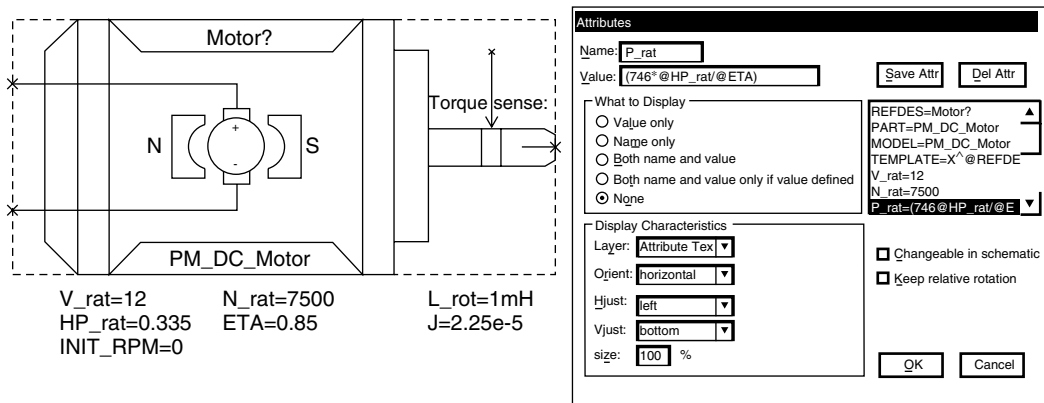 Motor?
Torque sense:
N
+
-
S
PM_DC_Motor
V_rat=12 N_rat=7500 L_rot=1mH
HP_rat=0.335 ETA=0.85 J=2.25e-5
INIT_RPM=0
Attributes
Name: P_rat
Value: (746*@HP_rat/@ETA)
Save Attr Del Attr
What to Display
Value only
Name only
Both name and value
Both name and value only if value defined
None
REFDES=Motor?
PART=PM_DC_Motor
MODEL=PM_DC_Motor
TEMPLATE=X^@REFDE
V_rat=12
N_rat=7500
P_rat=(746@HP_rat/@E
Display Characteristics
Layer: Attribute Tex
Orient: horizontal
Hjust: left
Vjust: bottom
size: 100 %
Changeable in schematic
Keep relative rotation
OK Cancel